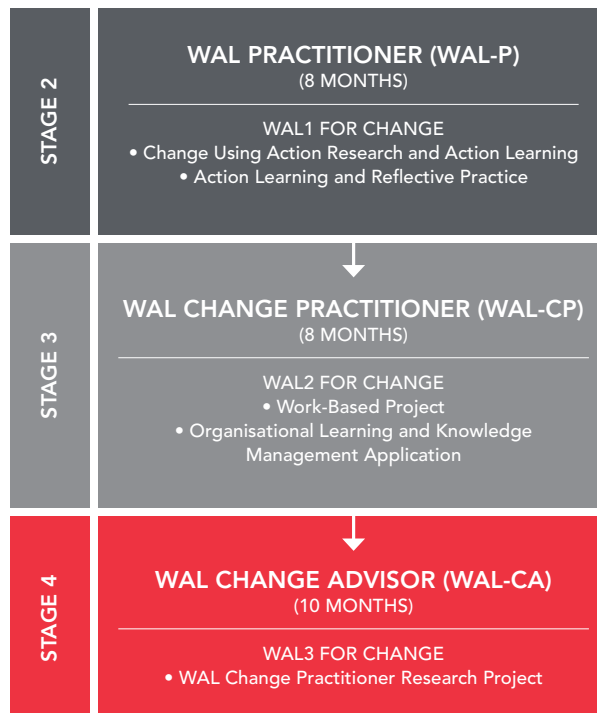 STAGE 2
WAL PRACTITIONER (WAL-P)
(8 MONTHS)
WAL1 FOR CHANGE
• Change Using Action Research and Action Learning
• Action Learning and Reflective Practice
STAGE 3
WAL CHANGE PRACTITIONER (WAL-CP)
(8 MONTHS)
WAL2 FOR CHANGE
• Work-Based Project
• Organisational Learning and Knowledge
Management Application
STAGE 4
WAL CHANGE ADVISOR (WAL-CA)
(10 MONTHS)
WAL3 FOR CHANGE
• WAL Change Practitioner Research Project